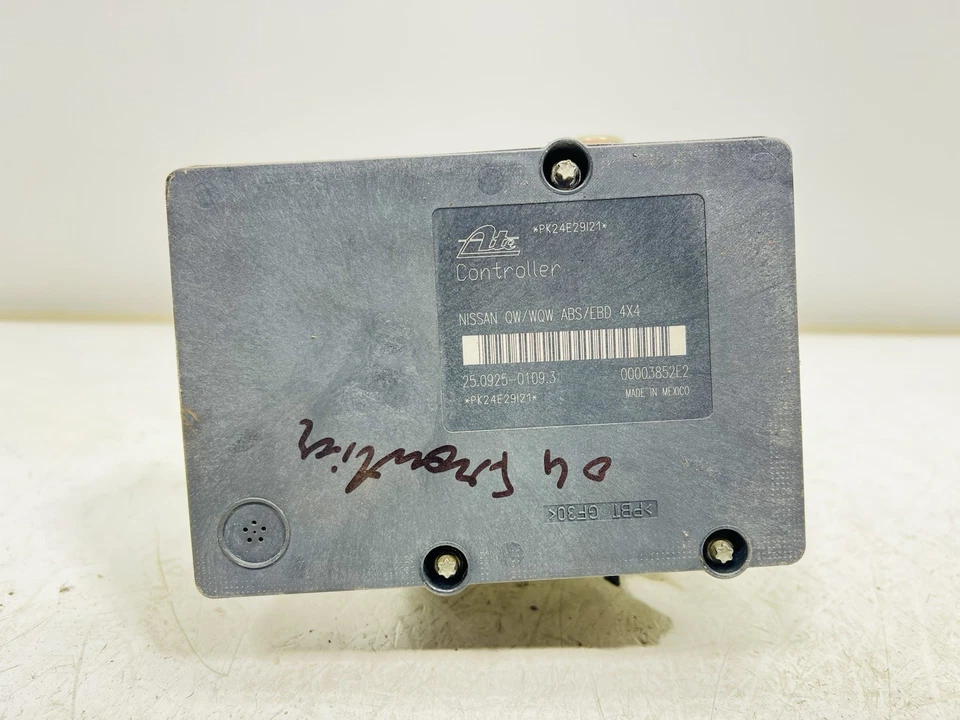 Ate
*PK24E29I21*
Controller
NISSAN QW/WQW ABS/EBD 4X4
25.0925-0109.3 00003852E2
*PK24E29I21* MADE IN MEXICO
04 Frontier
>PBT GF30<